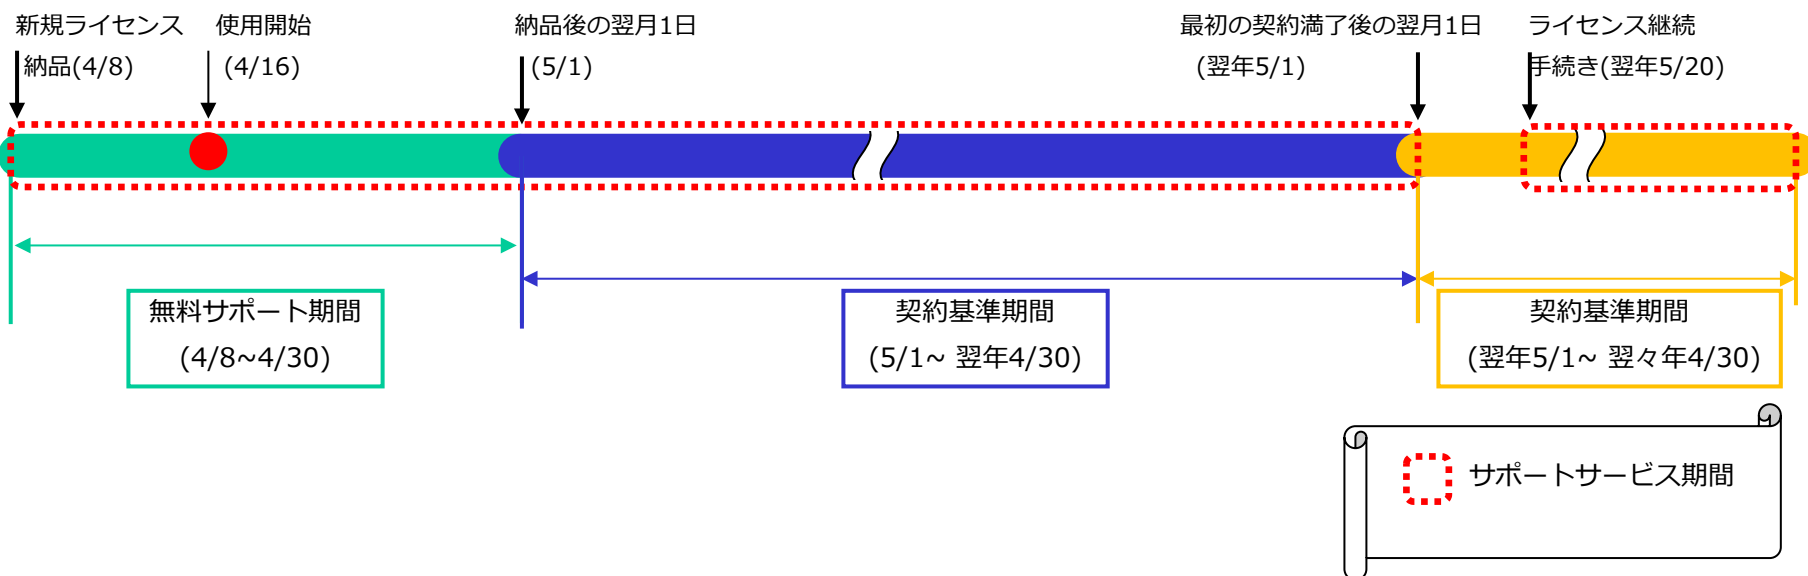 新規ライセンス
納品(4/8)
使用開始
(4/16)
納品後の翌月1日
(5/1)
最初の契約満了後の翌月1日
(翌年5/1)
ライセンス継続
手続き(翌年5/20)
無料サポート期間
(4/8~4/30)
契約基準期間
(5/1~ 翌年4/30)
契約基準期間
(翌年5/1~ 翌々年4/30)
サポートサービス期間